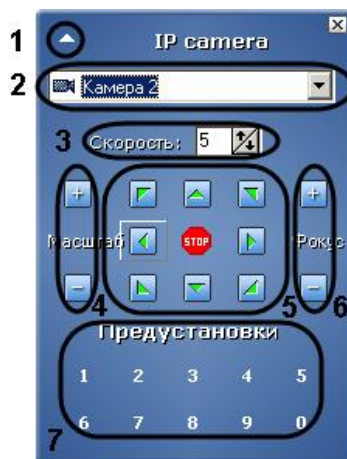 1 IP camera
2 Камера 2
3 Скорость: 5
Масштаб STOP Фокус
4 5 6
Предустановки
1 2 3 4 5
6 7 8 9 0
7